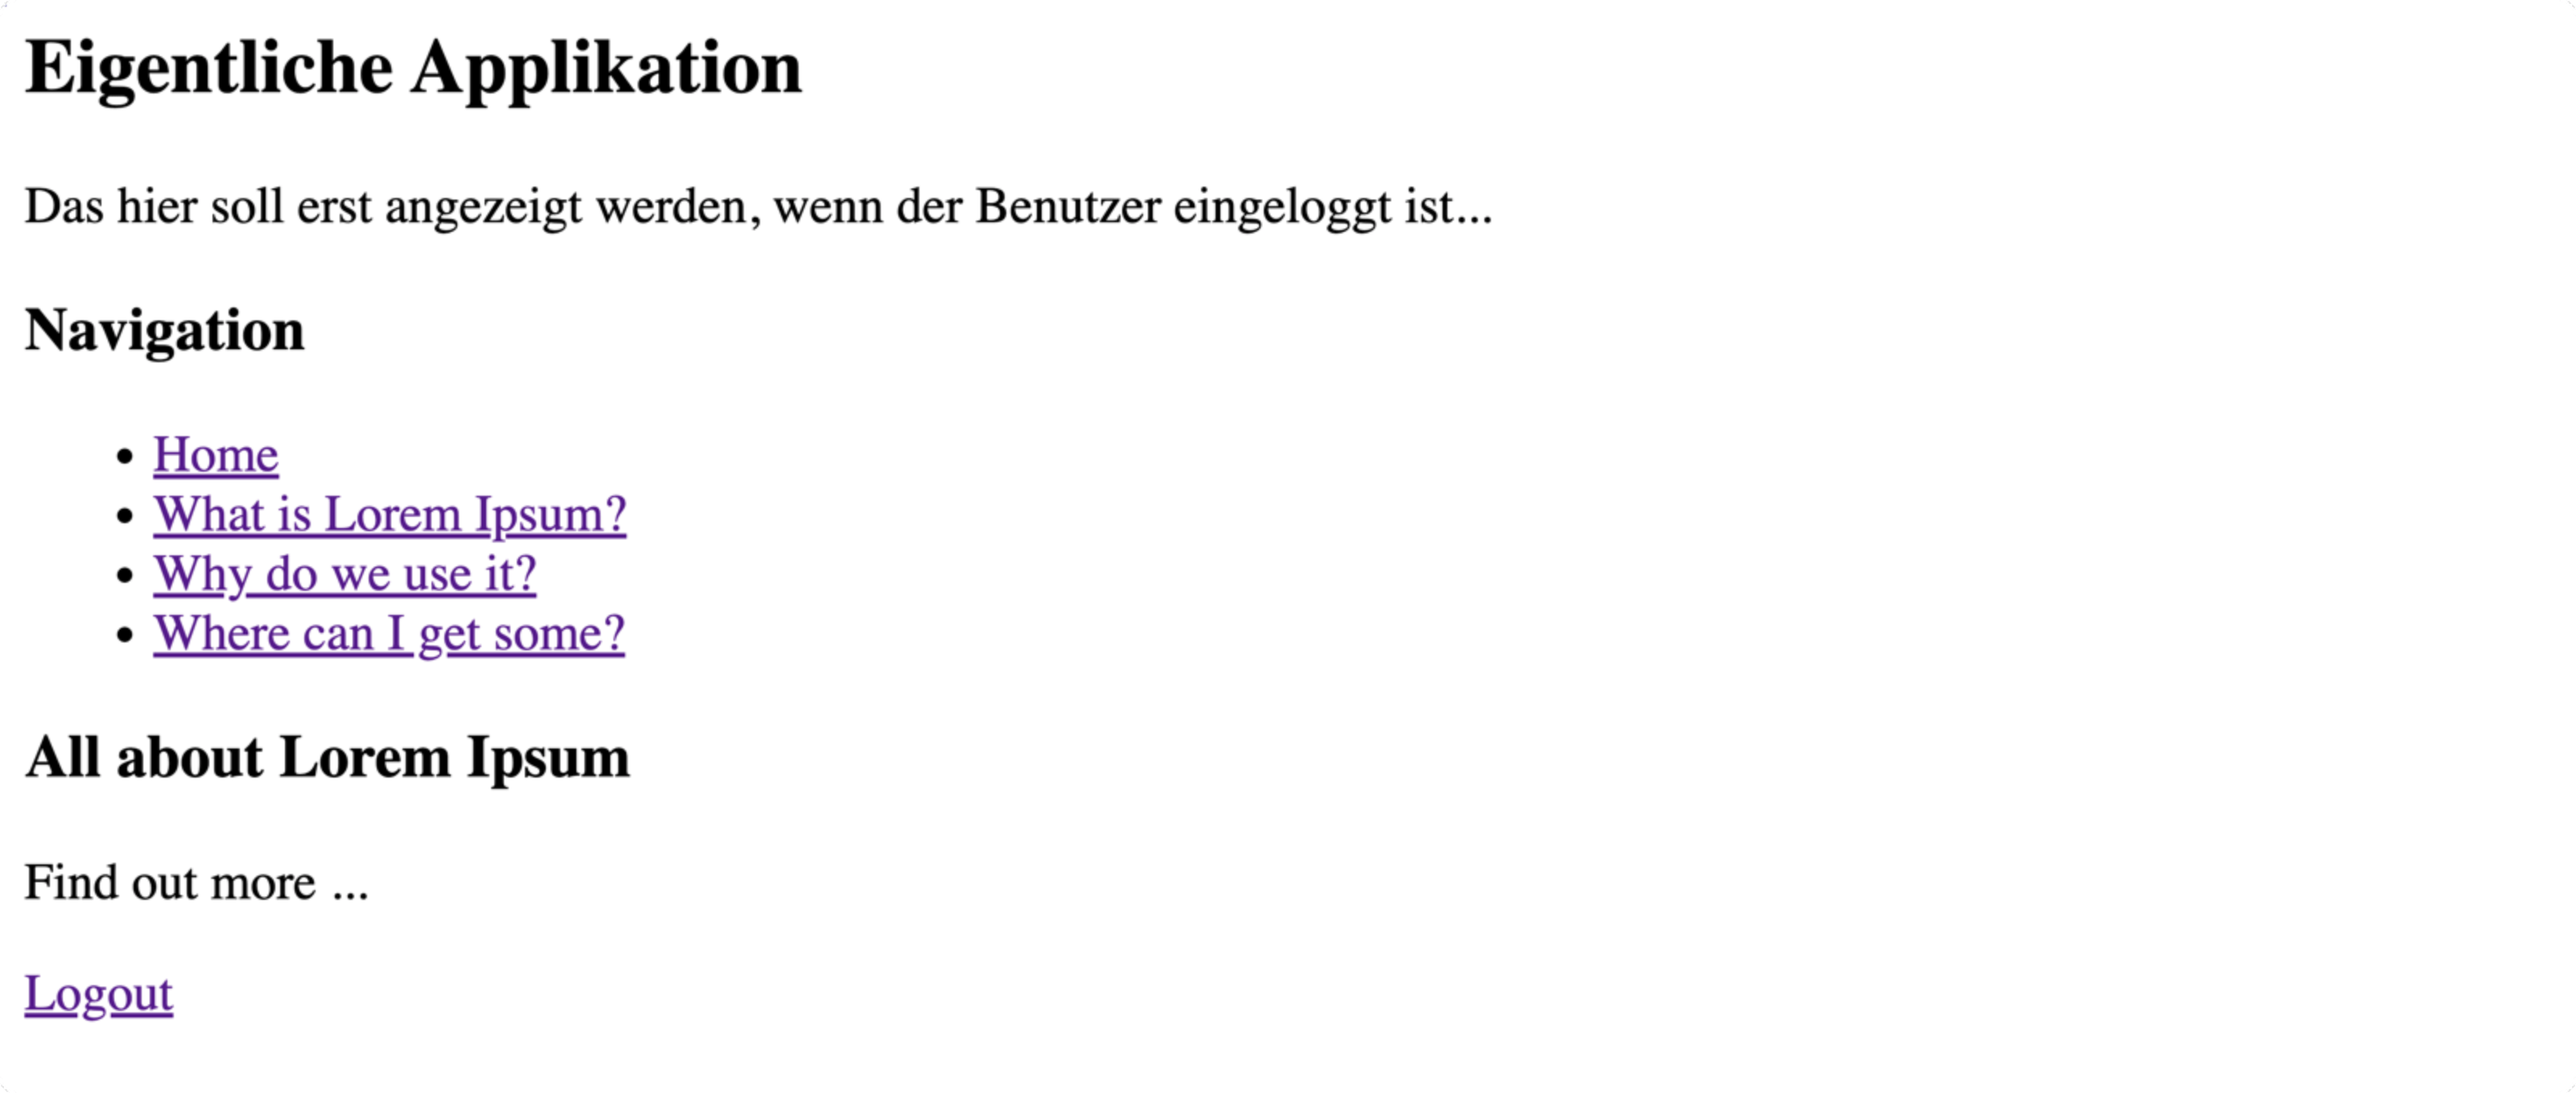 Eigentliche Applikation
Das hier soll erst angezeigt werden, wenn der Benutzer eingeloggt ist...
Navigation
Home
What is Lorem Ipsum?
Why do we use it?
Where can I get some?
All about Lorem Ipsum
Find out more ...
Logout